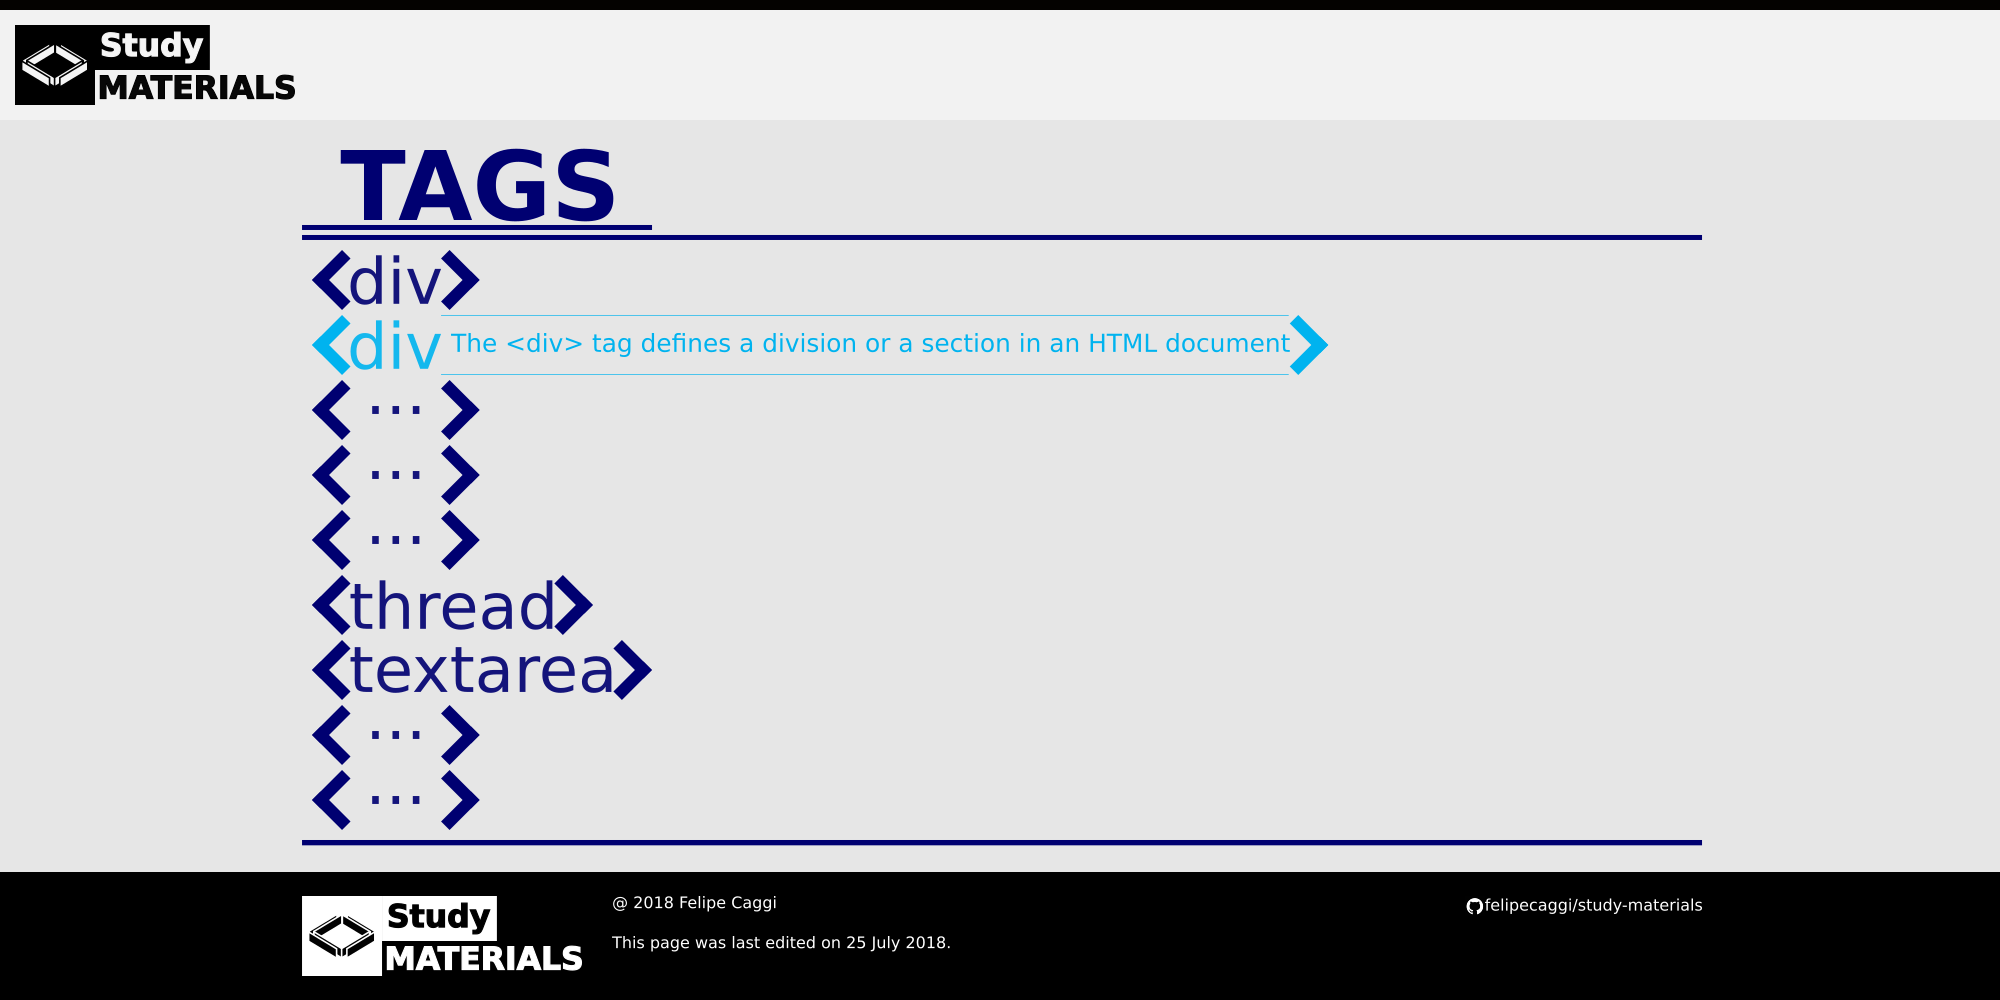 Study
MATERIALS
TAGS
<div>
<div The <div> tag defines a division or a section in an HTML document>
<...>
<...>
<...>
<thread>
<textarea>
<...>
<...>
Study
MATERIALS
@ 2018 Felipe Caggi
This page was last edited on 25 July 2018.
felipecaggi/study-materials